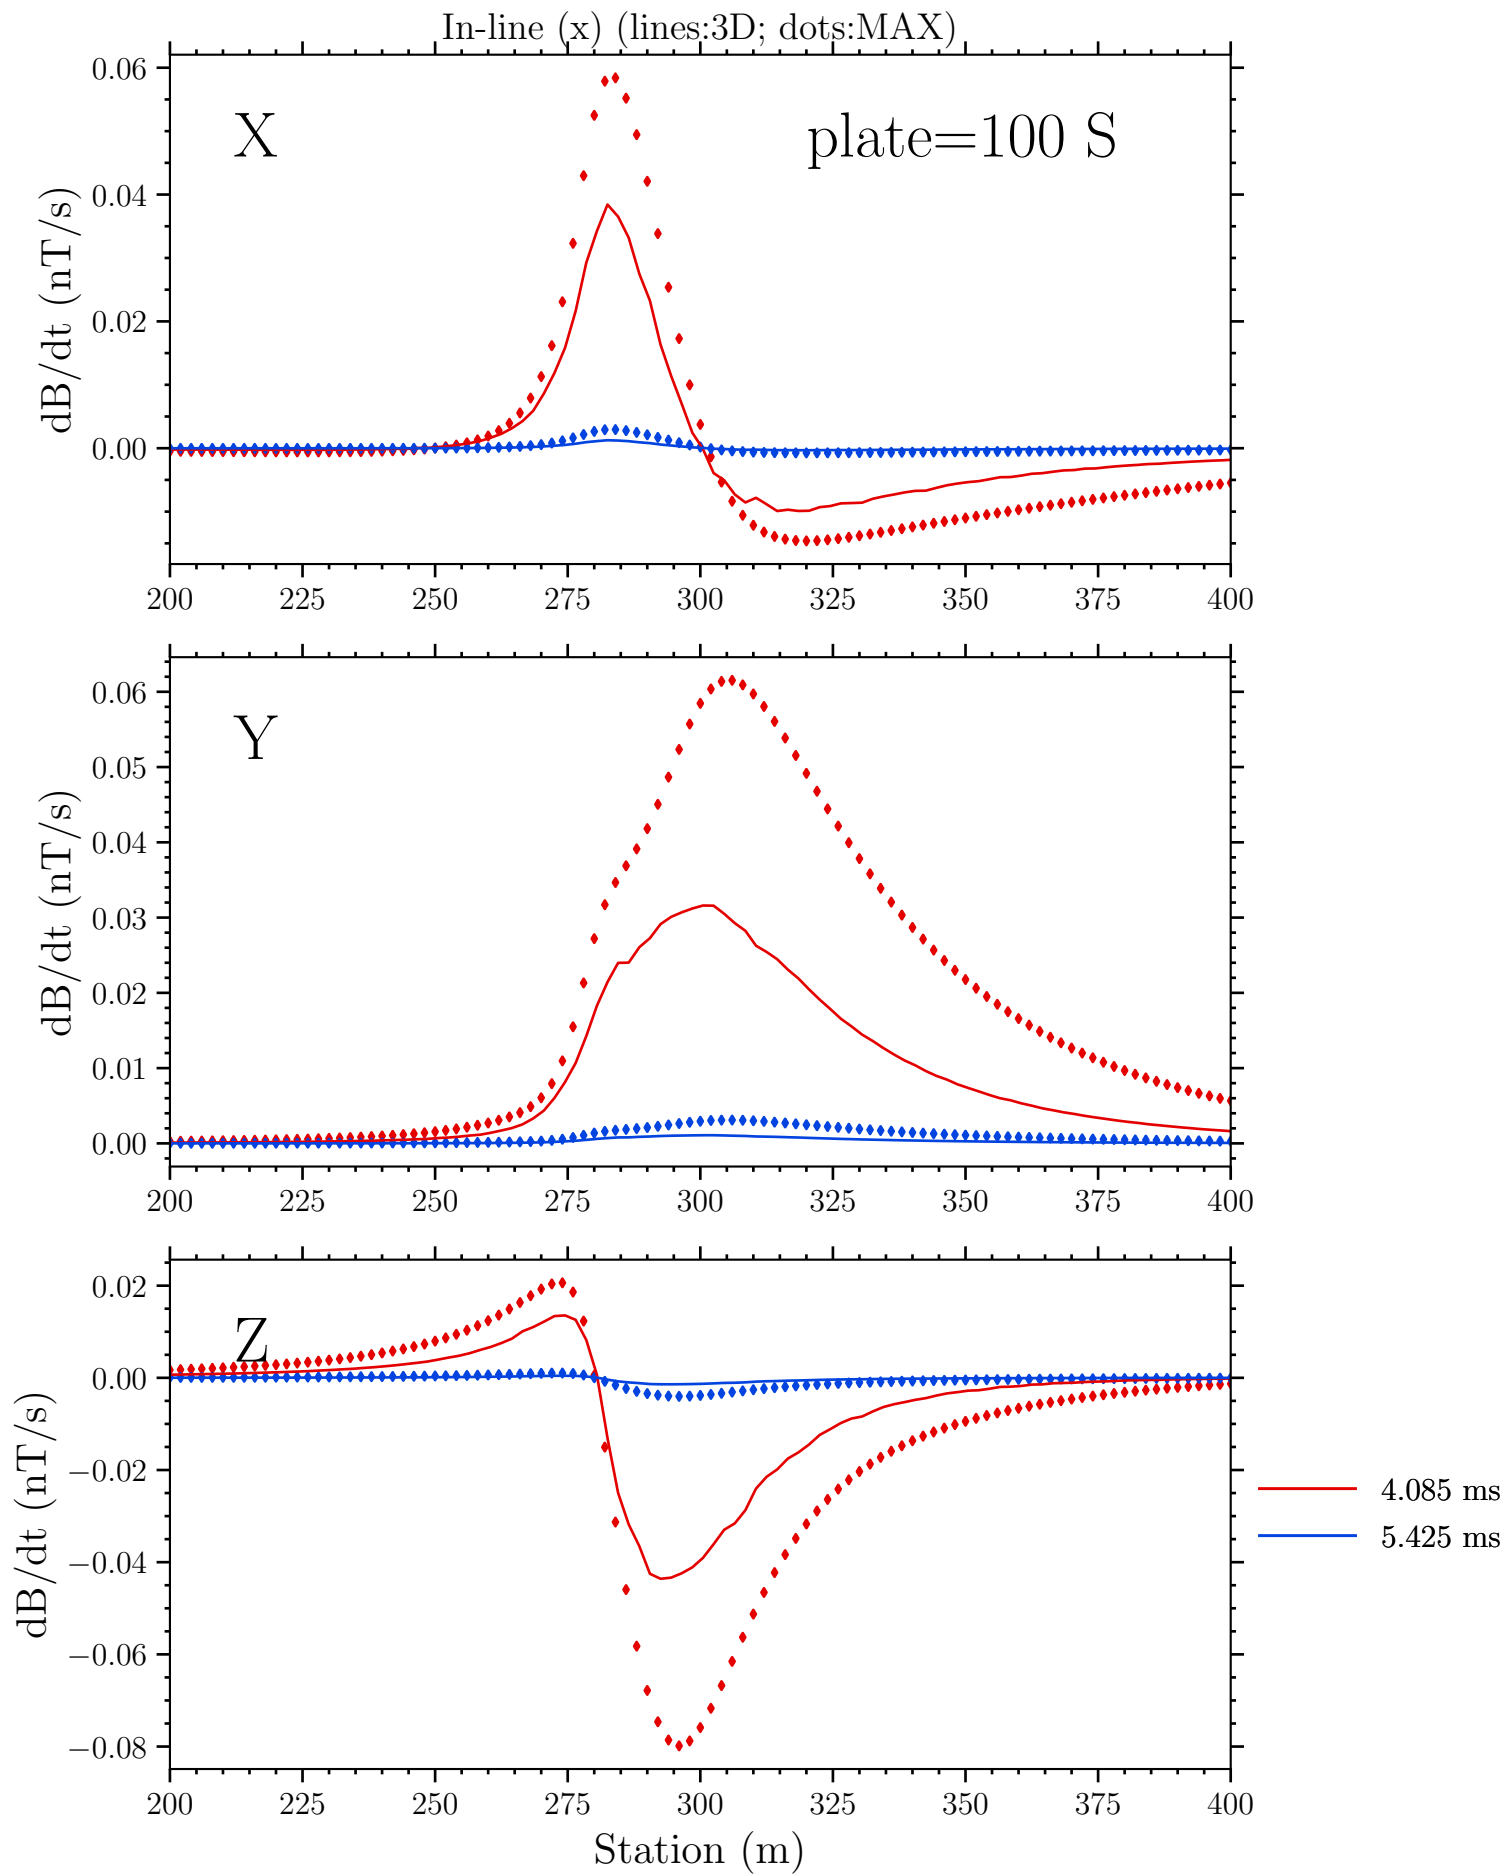 In-line (x) (lines:3D; dots:MAX)
X
plate=100 S
dB/dt (nT/s)
0.06
0.04
0.02
0.00
200 225 250 275 300 325 350 375 400
Y
dB/dt (nT/s)
0.06
0.05
0.04
0.03
0.02
0.01
0.00
200 225 250 275 300 325 350 375 400
Z
dB/dt (nT/s)
0.02
0.00
−0.02
−0.04
−0.06
−0.08
200 225 250 275 300 325 350 375 400
Station (m)
4.085 ms
5.425 ms